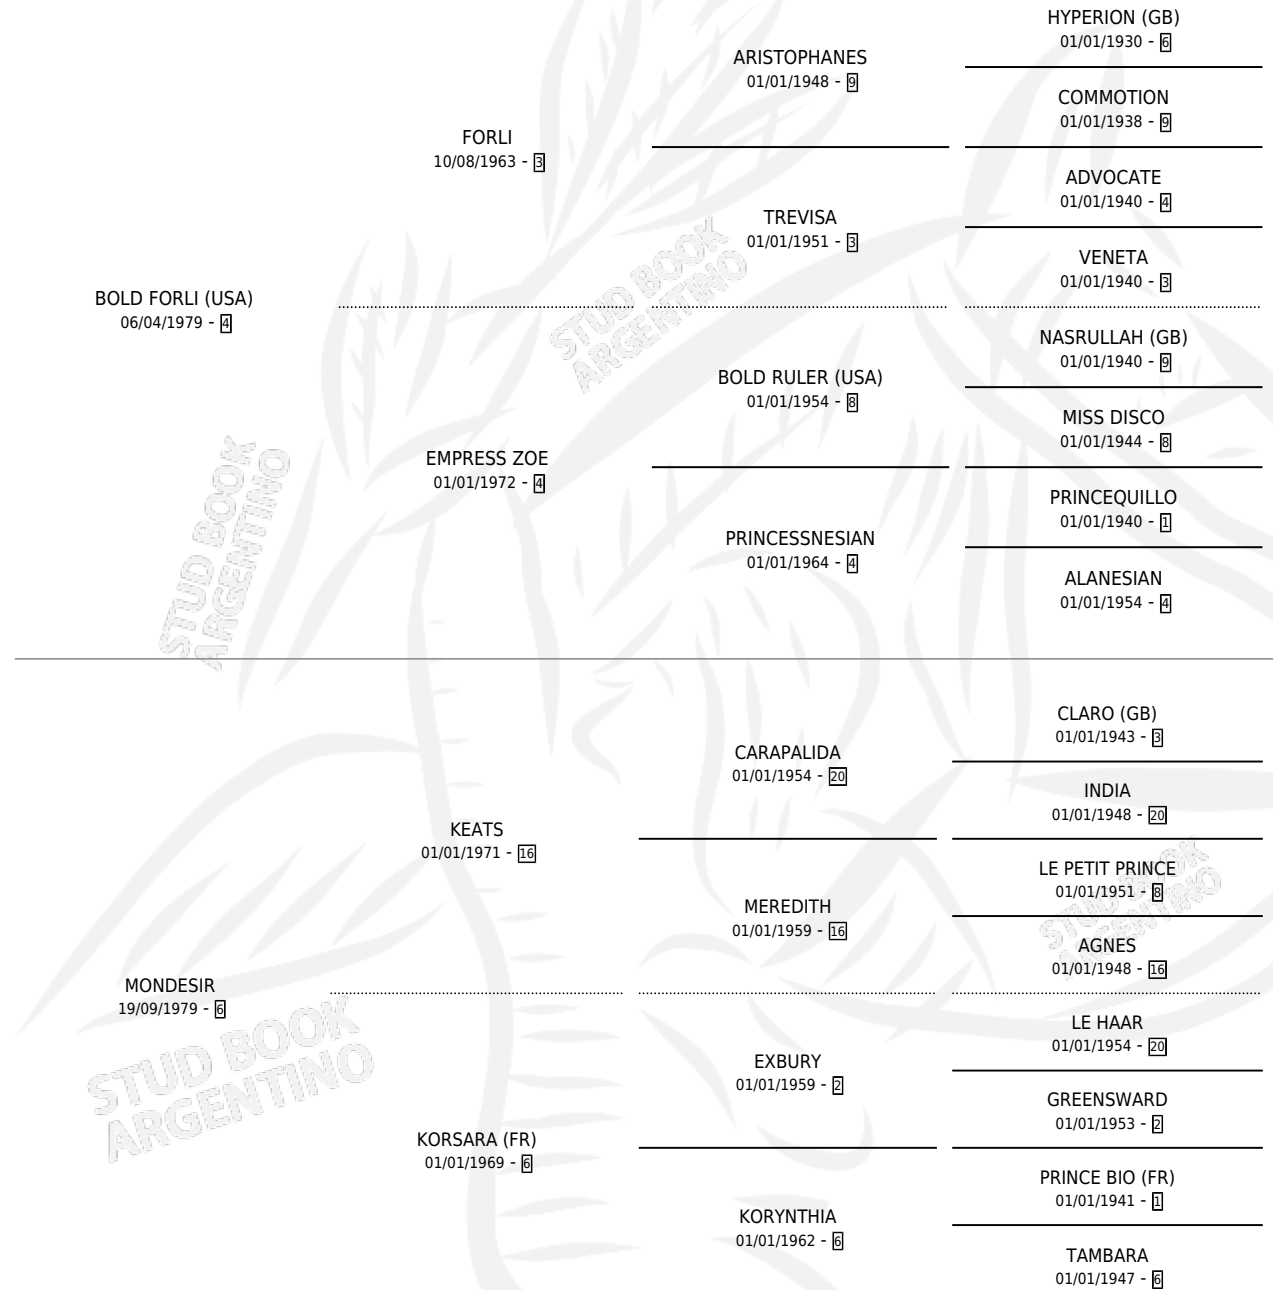 HYPERION (GB)
01/01/1930 - 6
ARISTOPHANES
01/01/1948 - 9
COMMOTION
01/01/1938 - 9
FORLI
10/08/1963 - 3
ADVOCATE
01/01/1940 - 4
TREVISA
01/01/1951 - 3
VENETA
01/01/1940 - 3
BOLD FORLI (USA)
06/04/1979 - 4
NASRULLAH (GB)
01/01/1940 - 9
BOLD RULER (USA)
01/01/1954 - 8
MISS DISCO
01/01/1944 - 8
EMPRESS ZOE
01/01/1972 - 4
PRINCEQUILLO
01/01/1940 - 1
PRINCESSNESIAN
01/01/1964 - 4
ALANESIAN
01/01/1954 - 4
CLARO (GB)
01/01/1943 - 3
CARAPALIDA
01/01/1954 - 20
INDIA
01/01/1948 - 20
KEATS
01/01/1971 - 16
LE PETIT PRINCE
01/01/1951 - 8
MEREDITH
01/01/1959 - 16
AGNES
01/01/1948 - 16
MONDESIR
19/09/1979 - 6
LE HAAR
01/01/1954 - 20
EXBURY
01/01/1959 - 2
GREENSWARD
01/01/1953 - 2
KORSARA (FR)
01/01/1969 - 6
PRINCE BIO (FR)
01/01/1941 - 1
KORYNTHIA
01/01/1962 - 6
TAMBARA
01/01/1947 - 6
STUD BOOK
ARGENTINO
STUD BOOK
ARGENTINO
STUD BOOK
ARGENTINO
STUD BOOK
ARGENTINO